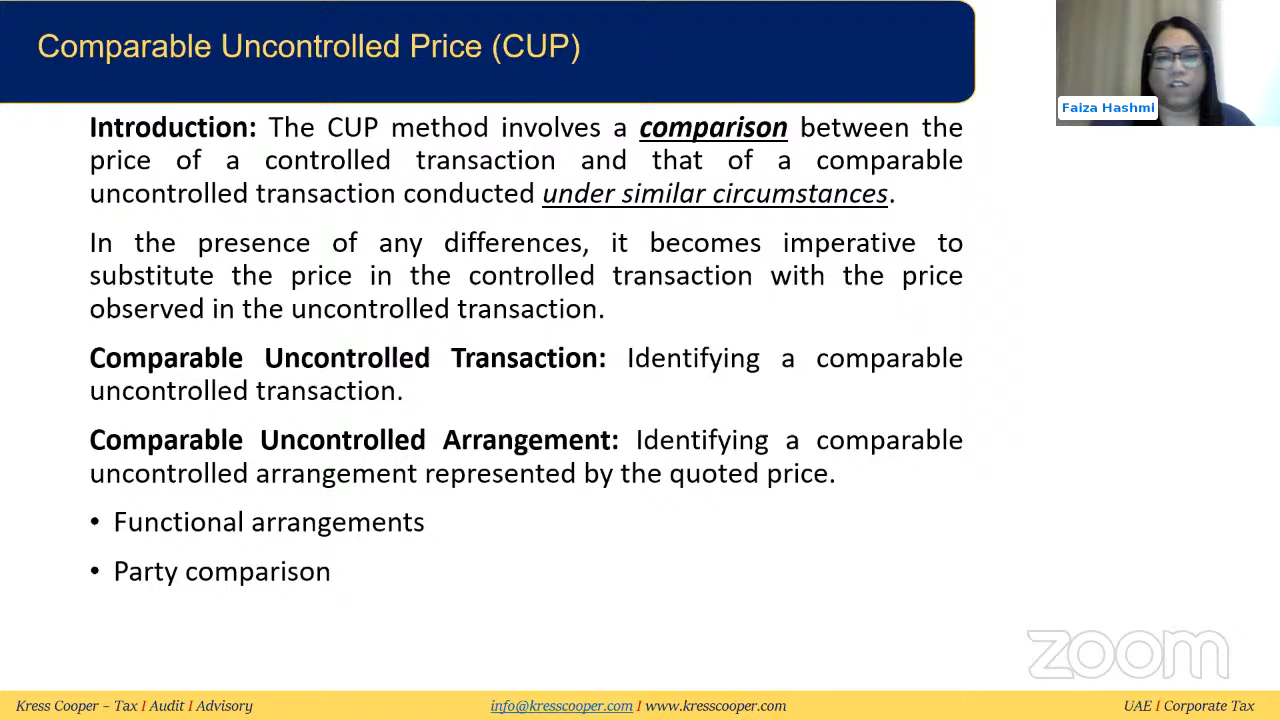 Comparable Uncontrolled Price (CUP)
Faiza Hashmi
Introduction: The CUP method involves a comparison between the
price of a controlled transaction and that of a comparable
uncontrolled transaction conducted under similar circumstances.
In the presence of any differences, it becomes imperative to
substitute the price in the controlled transaction with the price
observed in the uncontrolled transaction.
Comparable Uncontrolled Transaction: Identifying a comparable
uncontrolled transaction.
Comparable Uncontrolled Arrangement: Identifying a comparable
uncontrolled arrangement represented by the quoted price.
• Functional arrangements
• Party comparison
zoom
Kress Cooper – Tax I Audit I Advisory
info@kresscooper.com I www.kresscooper.com
UAE I Corporate Tax